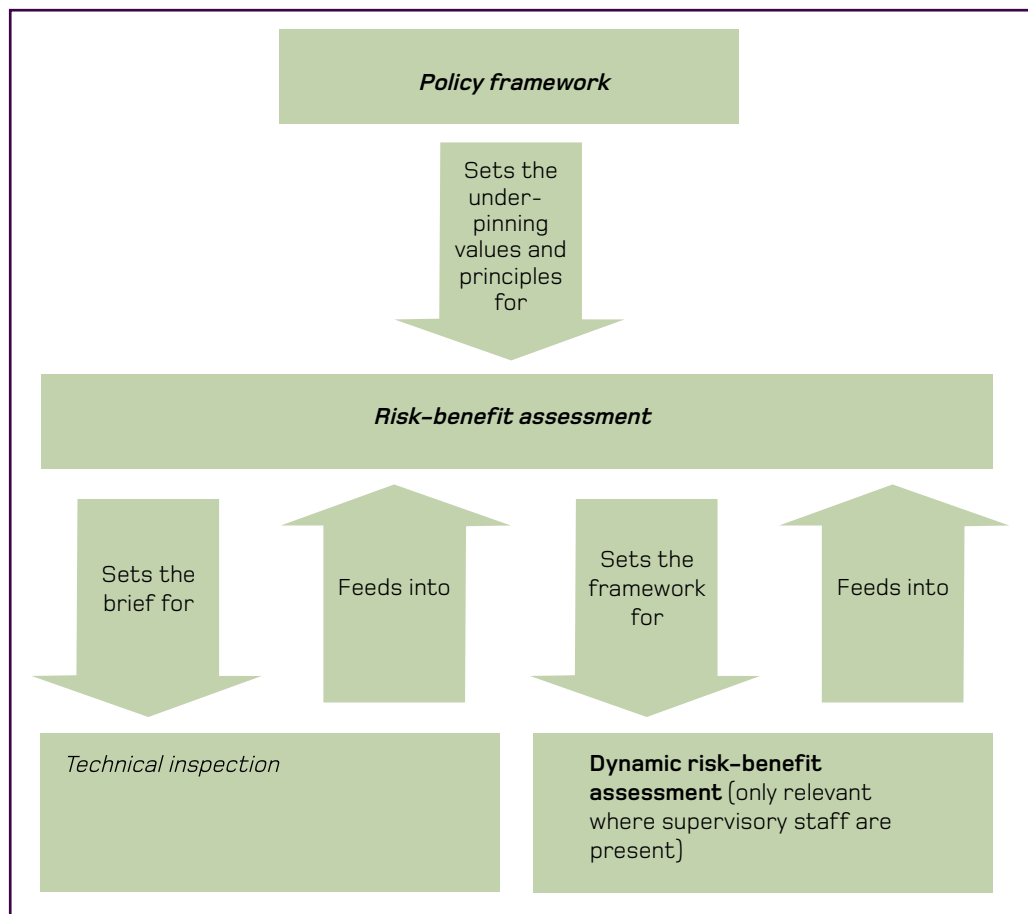 Policy framework
Sets the
under-
pinning
values and
principles
for
Risk-benefit assessment
Sets the
brief for
Feeds into
Sets the
framework
for
Feeds into
Technical inspection
Dynamic risk-benefit
assessment (only relevant
where supervisory staff are
present)